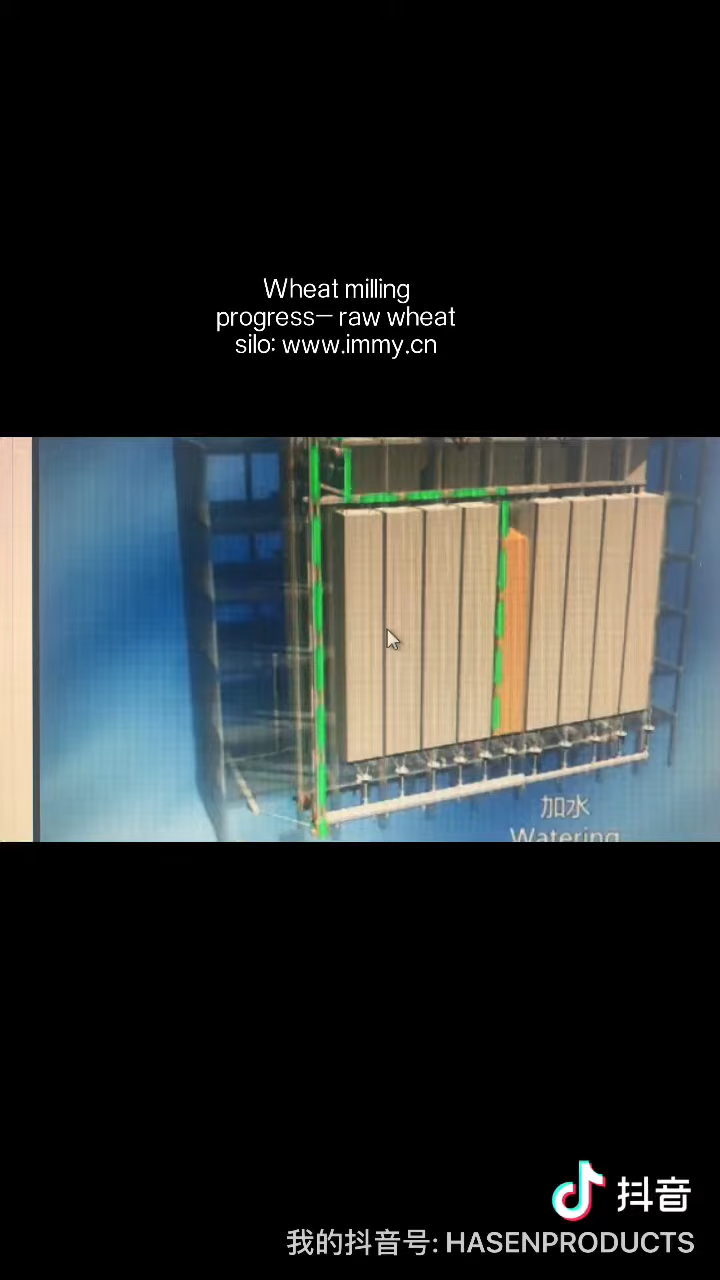 Wheat milling
progress— raw wheat
silo: www.immy.cn
加水
Watering
抖音
我的抖音号: HASENPRODUCTS